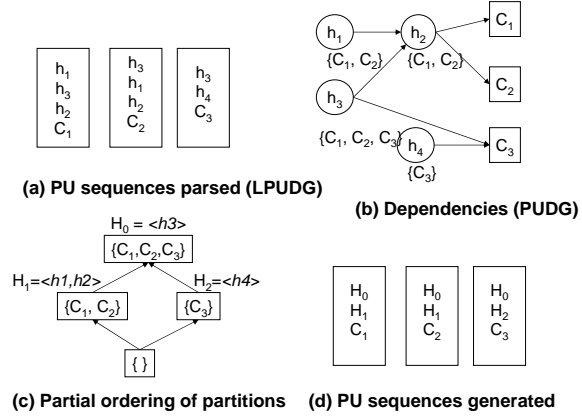 h1
h3
h2
C1
h3
h1
h2
C2
h3
h4
C3
(a) PU sequences parsed (LPUDG)
h1
{C1, C2}
h2
{C1, C2}
h3
{C1, C2, C3}
h4
{C3}
C1
C2
C3
(b) Dependencies (PUDG)
H0 = <h3>
{C1,C2,C3}
H1=<h1,h2>
H2=<h4>
{C1, C2}
{C3}
{ }
(c) Partial ordering of partitions
H0
H1
C1
H0
H1
C2
H0
H2
C3
(d) PU sequences generated